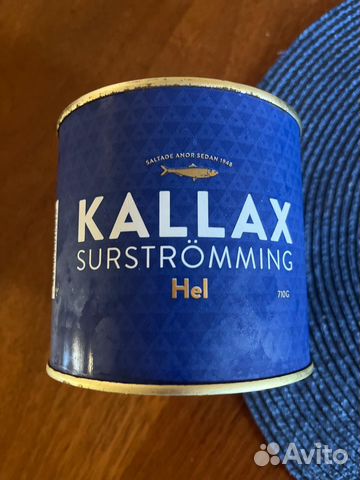 SALTADE ANOR SEDAN 1948
KALLAX
SURSTRÖMMING
Hel
710G
Avito